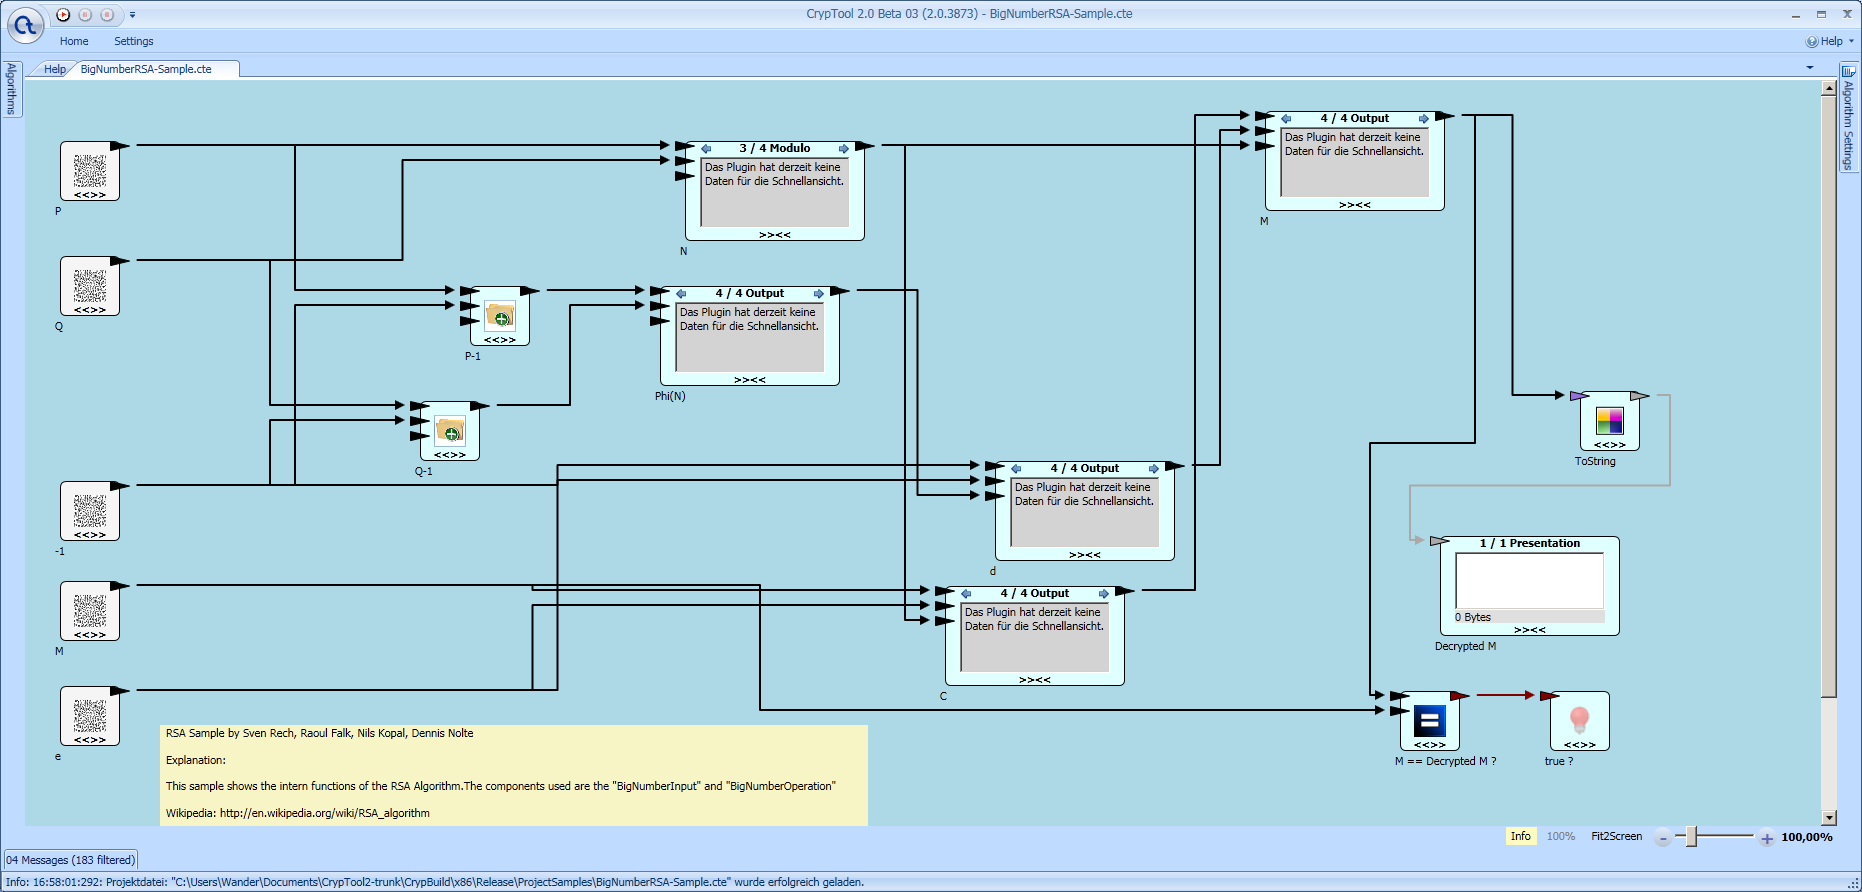 CrypTool 2.0 Beta 03 (2.0.3873) - BigNumberRSA-Sample.cte
Home Settings Help
Help BigNumberRSA-Sample.cte
Algorithms
Algorithm Settings
<<>>
P
<<>>
Q
<<>>
-1
<<>>
M
<<>>
e
3 / 4 Modulo
Das Plugin hat derzeit keine
Daten für die Schnellansicht.
>><<
N
<<>>
P-1
4 / 4 Output
Das Plugin hat derzeit keine
Daten für die Schnellansicht.
>><<
Phi(N)
<<>>
Q-1
4 / 4 Output
Das Plugin hat derzeit keine
Daten für die Schnellansicht.
>><<
d
4 / 4 Output
Das Plugin hat derzeit keine
Daten für die Schnellansicht.
>><<
C
4 / 4 Output
Das Plugin hat derzeit keine
Daten für die Schnellansicht.
>><<
M
<<>>
ToString
1 / 1 Presentation
0 Bytes
>><<
Decrypted M
<<>>
M == Decrypted M ?
<<>>
true ?
RSA Sample by Sven Rech, Raoul Falk, Nils Kopal, Dennis Nolte
Explanation:
This sample shows the intern functions of the RSA Algorithm.The components used are the "BigNumberInput" and "BigNumberOperation"
Wikipedia: http://en.wikipedia.org/wiki/RSA_algorithm
Info 100% Fit2Screen 100,00%
04 Messages (183 filtered)
Info: 16:58:01:292: Projektdatei: "C:\Users\Wander\Documents\CrypTool2-trunk\CrypBuild\x86\Release\ProjectSamples\BigNumberRSA-Sample.cte" wurde erfolgreich geladen.